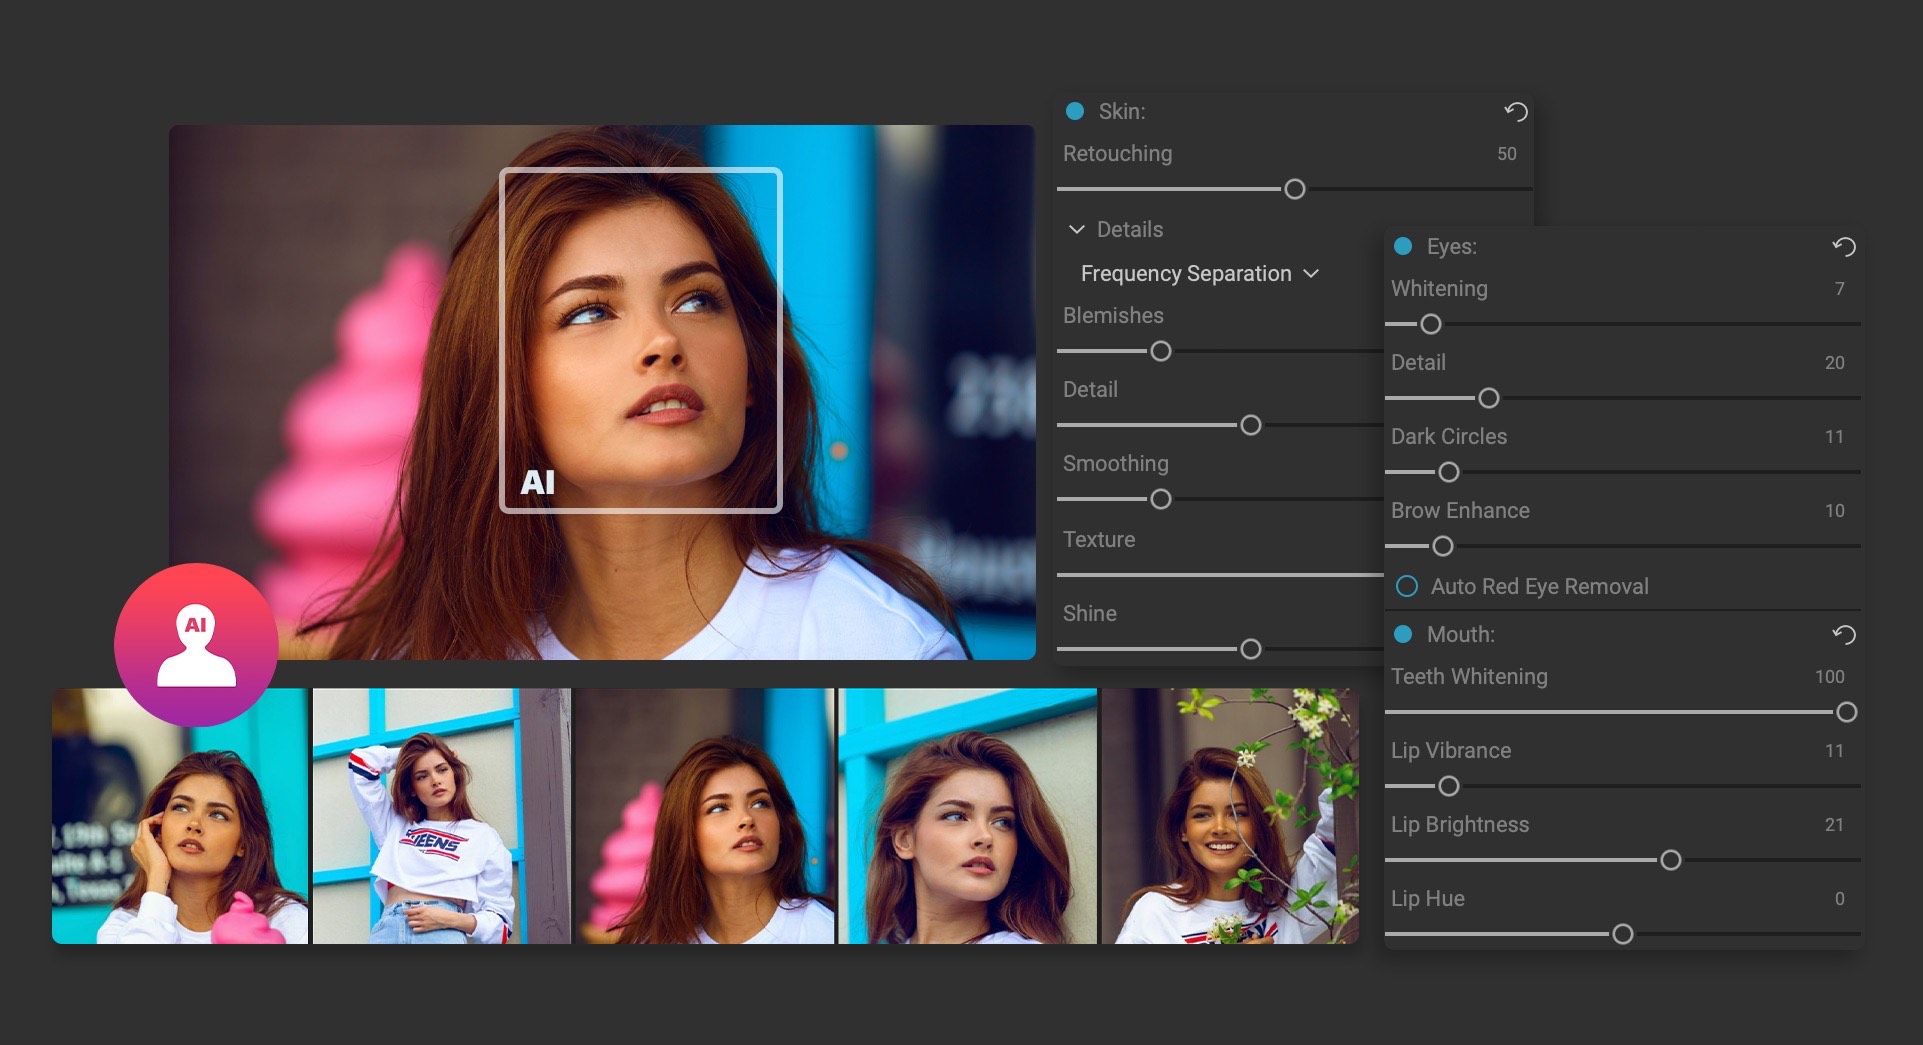 AI
AI
Skin:
Retouching 50
Details
Frequency Separation
Blemishes
Detail
Smoothing
Texture
Shine
Eyes:
Whitening 7
Detail 20
Dark Circles 11
Brow Enhance 10
Auto Red Eye Removal
Mouth:
Teeth Whitening 100
Lip Vibrance 11
Lip Brightness 21
Lip Hue 0
19th